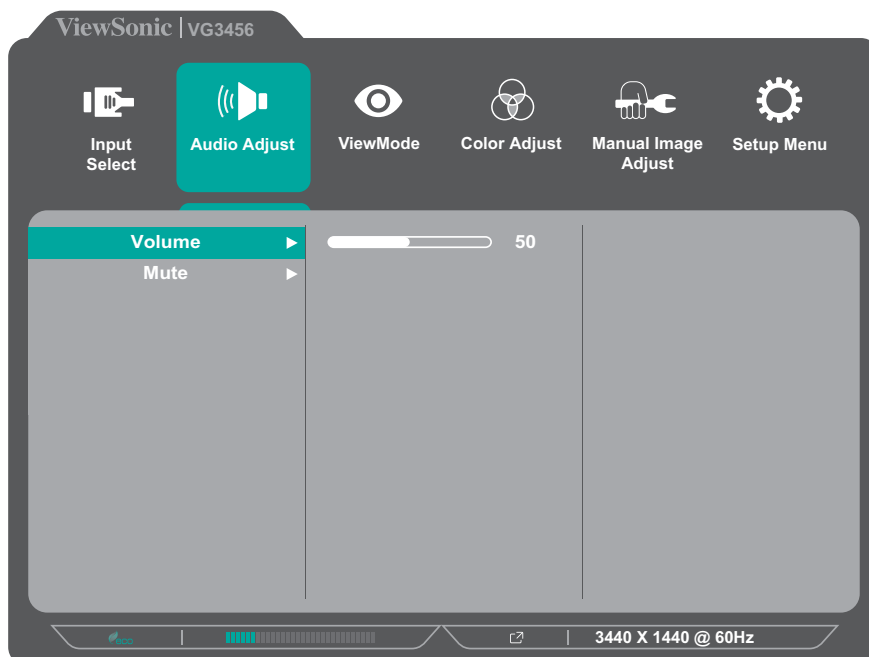 ViewSonic | VG3456
Input
Select
Audio Adjust
ViewMode
Color Adjust
Manual Image
Adjust
Setup Menu
Volume
50
Mute
eco
3440 X 1440 @ 60Hz